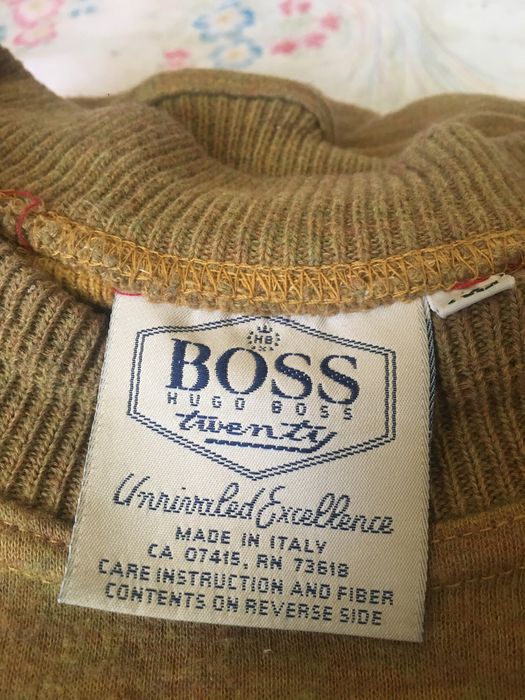 HB
BOSS
HUGO BOSS
twenty
Unrivaled Excellence
MADE IN ITALY
CA 07415, RN 73618
CARE INSTRUCTION AND FIBER
CONTENTS ON REVERSE SIDE